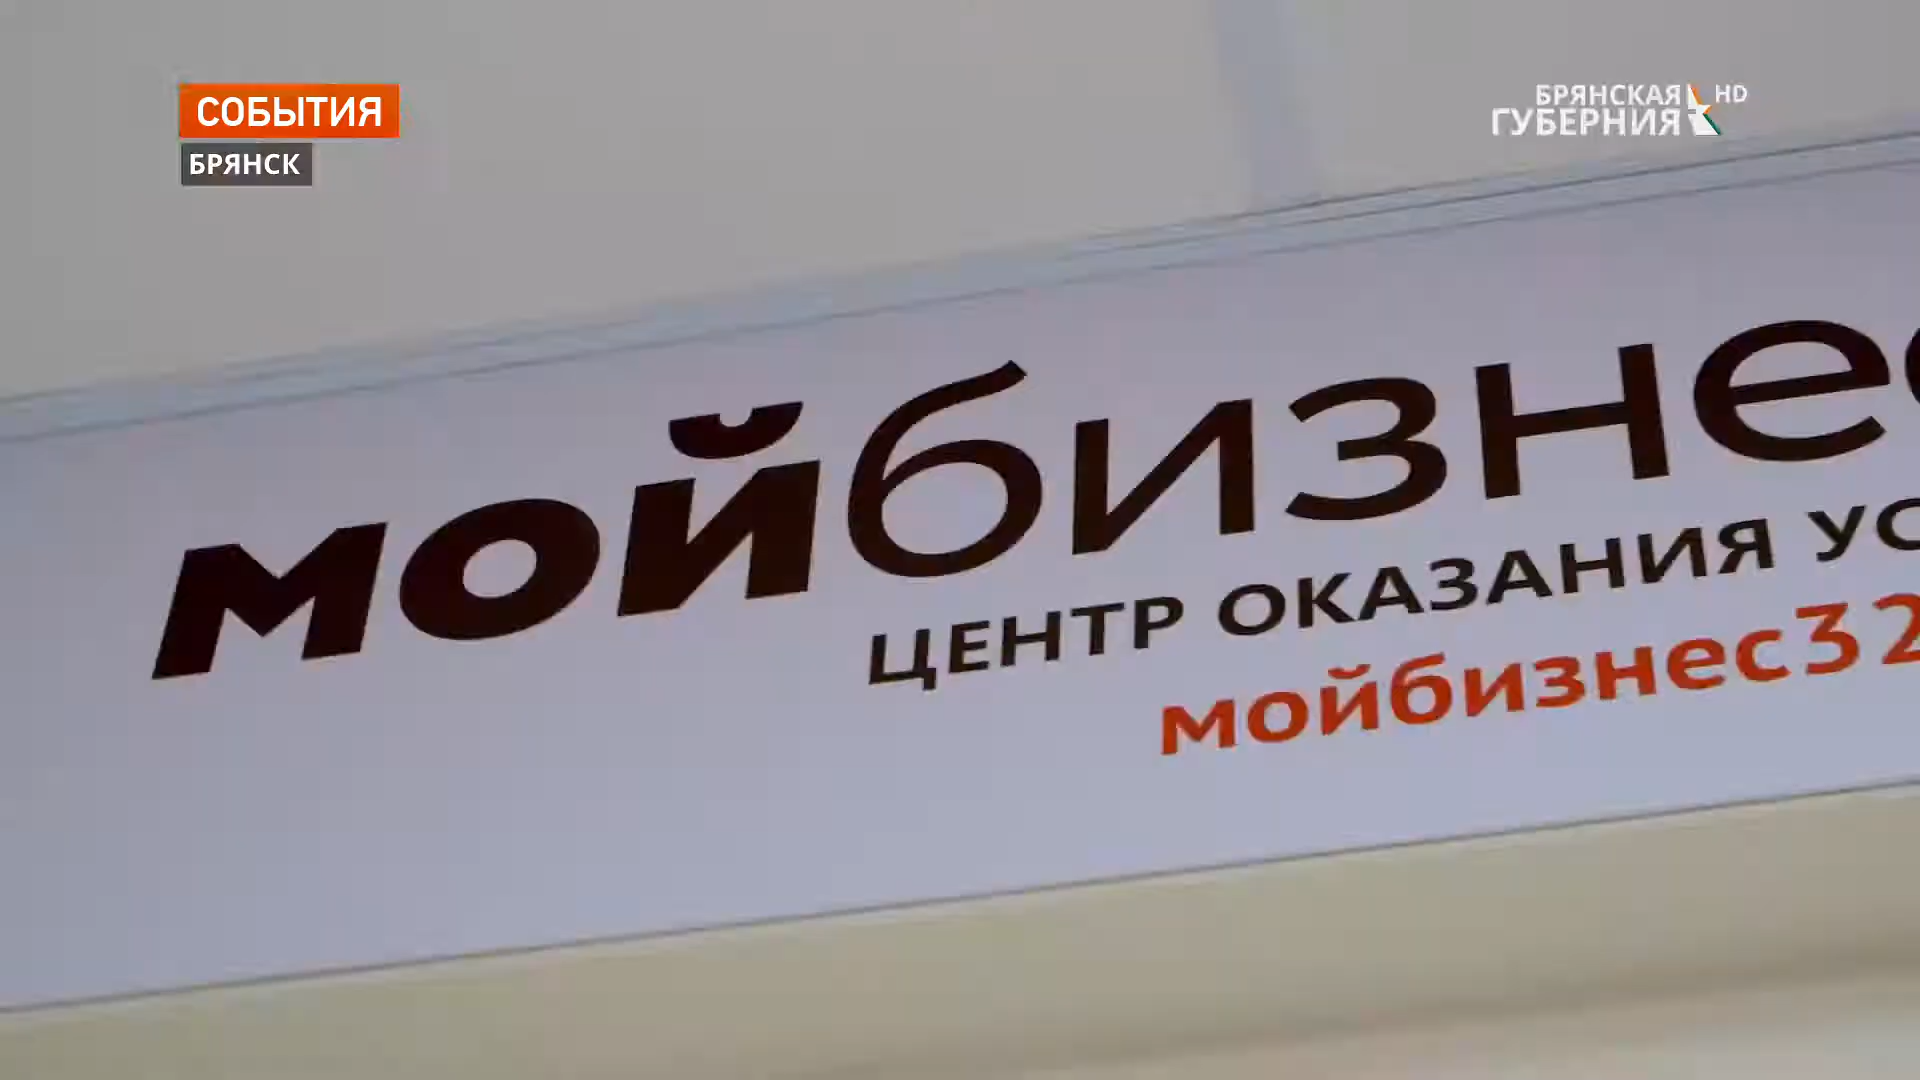 СОБЫТИЯ
БРЯНСК
БРЯНСКАЯ HD
ГУБЕРНИЯ
мойбизнес
ЦЕНТР ОКАЗАНИЯ
мойбизнес32